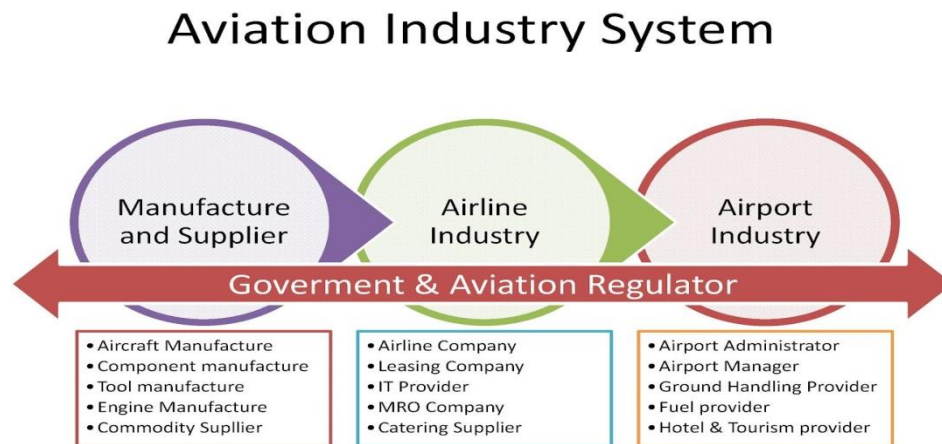 Aviation Industry System
Manufacture
and Supplier
Airline
Industry
Airport
Industry
Goverment & Aviation Regulator
• Aircraft Manufacture
• Component manufacture
• Tool manufacture
• Engine Manufacture
• Commodity Supllier
• Airline Company
• Leasing Company
• IT Provider
• MRO Company
• Catering Supplier
• Airport Administrator
• Airport Manager
• Ground Handling Provider
• Fuel provider
• Hotel & Tourism provider